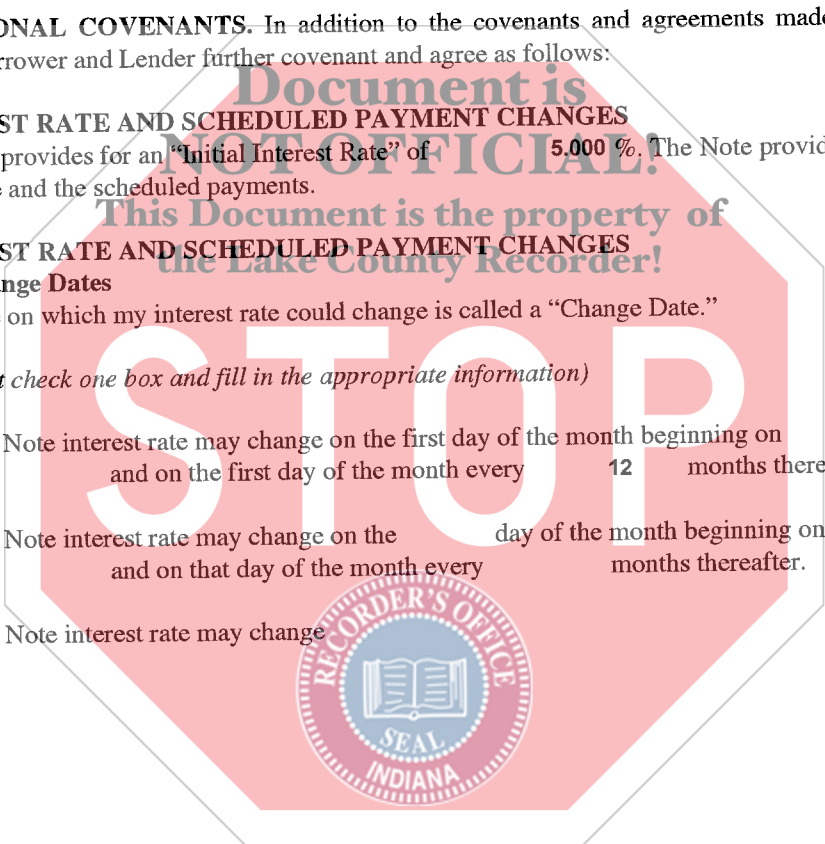 ONAL COVENANTS. In addition to the covenants and agreements made
rrower and Lender further covenant and agree as follows:
Document is
ST RATE AND SCHEDULED PAYMENT CHANGES
NOT OFFICIAL!
provides for an “Initial Interest Rate” of 5.000 %. The Note provid
e and the scheduled payments.
This Document is the property of
ST RATE AND SCHEDULED PAYMENT CHANGES
the Lake County Recorder!
nge Dates
on which my interest rate could change is called a “Change Date.”
t check one box and fill in the appropriate information)
STOP
Note interest rate may change on the first day of the month beginning on
and on the first day of the month every 12 months there
Note interest rate may change on the day of the month beginning on
and on that day of the month every months thereafter.
Note interest rate may change
RECORDER'S OFFICE
SEAL
INDIANA